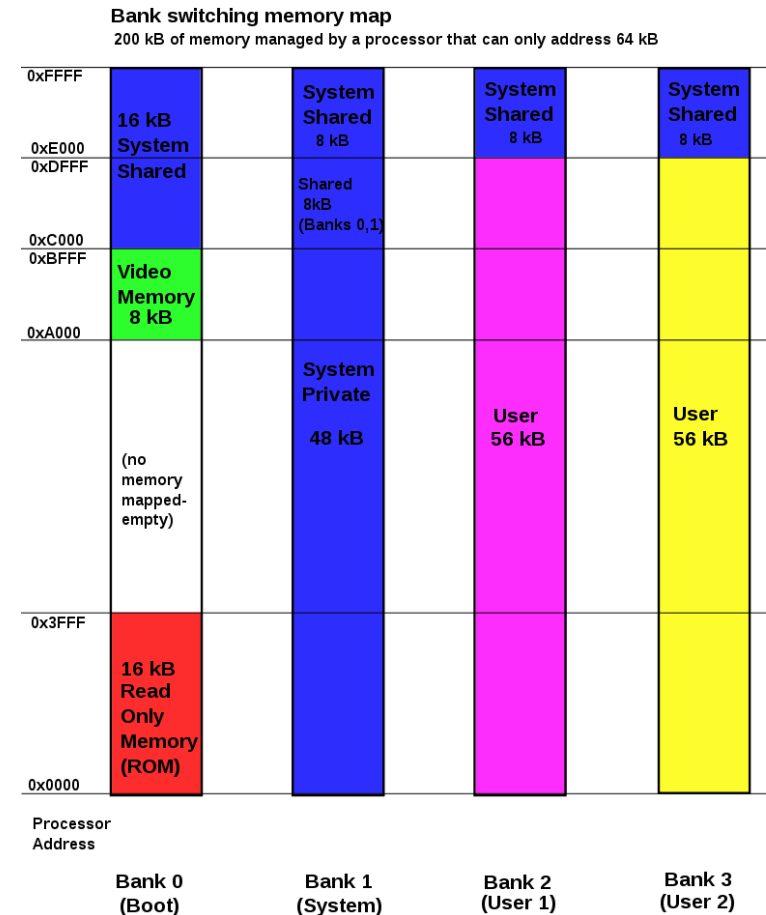 Bank switching memory map
200 kB of memory managed by a processor that can only address 64 kB
0xFFFF
0xE000
0xDFFF
0xC000
0xBFFF
0xA000
0x3FFF
0x0000
Processor
Address
16 kB
System
Shared
Video
Memory
8 kB
(no
memory
mapped-
empty)
16 kB
Read
Only
Memory
(ROM)
Bank 0
(Boot)
System
Shared
8 kB
Shared
8kB
(Banks 0,1)
System
Private
48 kB
Bank 1
(System)
System
Shared
8 kB
User
56 kB
Bank 2
(User 1)
System
Shared
8 kB
User
56 kB
Bank 3
(User 2)